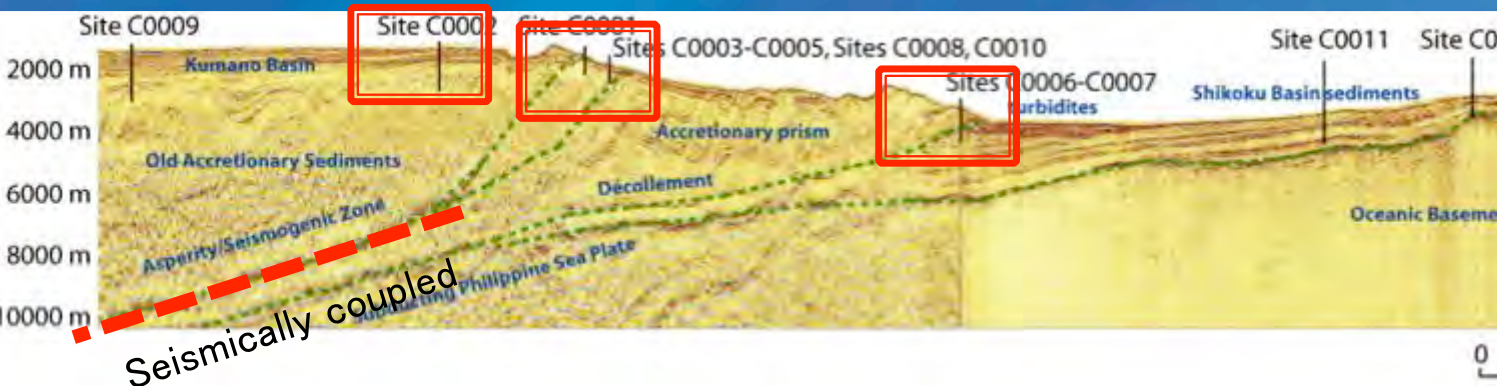 Site C0009
Site C0002
Site C0001
Sites C0003-C0005, Sites C0008, C0010
Sites C0006-C0007
Site C0011
Site C0
2000 m
4000 m
6000 m
8000 m
10000 m
Kumano Basin
turbidites
Shikoku Basin sediments
Accretionary prism
Old Accretionary Sediments
Décollement
Asperity/Seismogenic Zone
Oceanic Baseme
Subducting Philippine Sea Plate
Seismically coupled
0